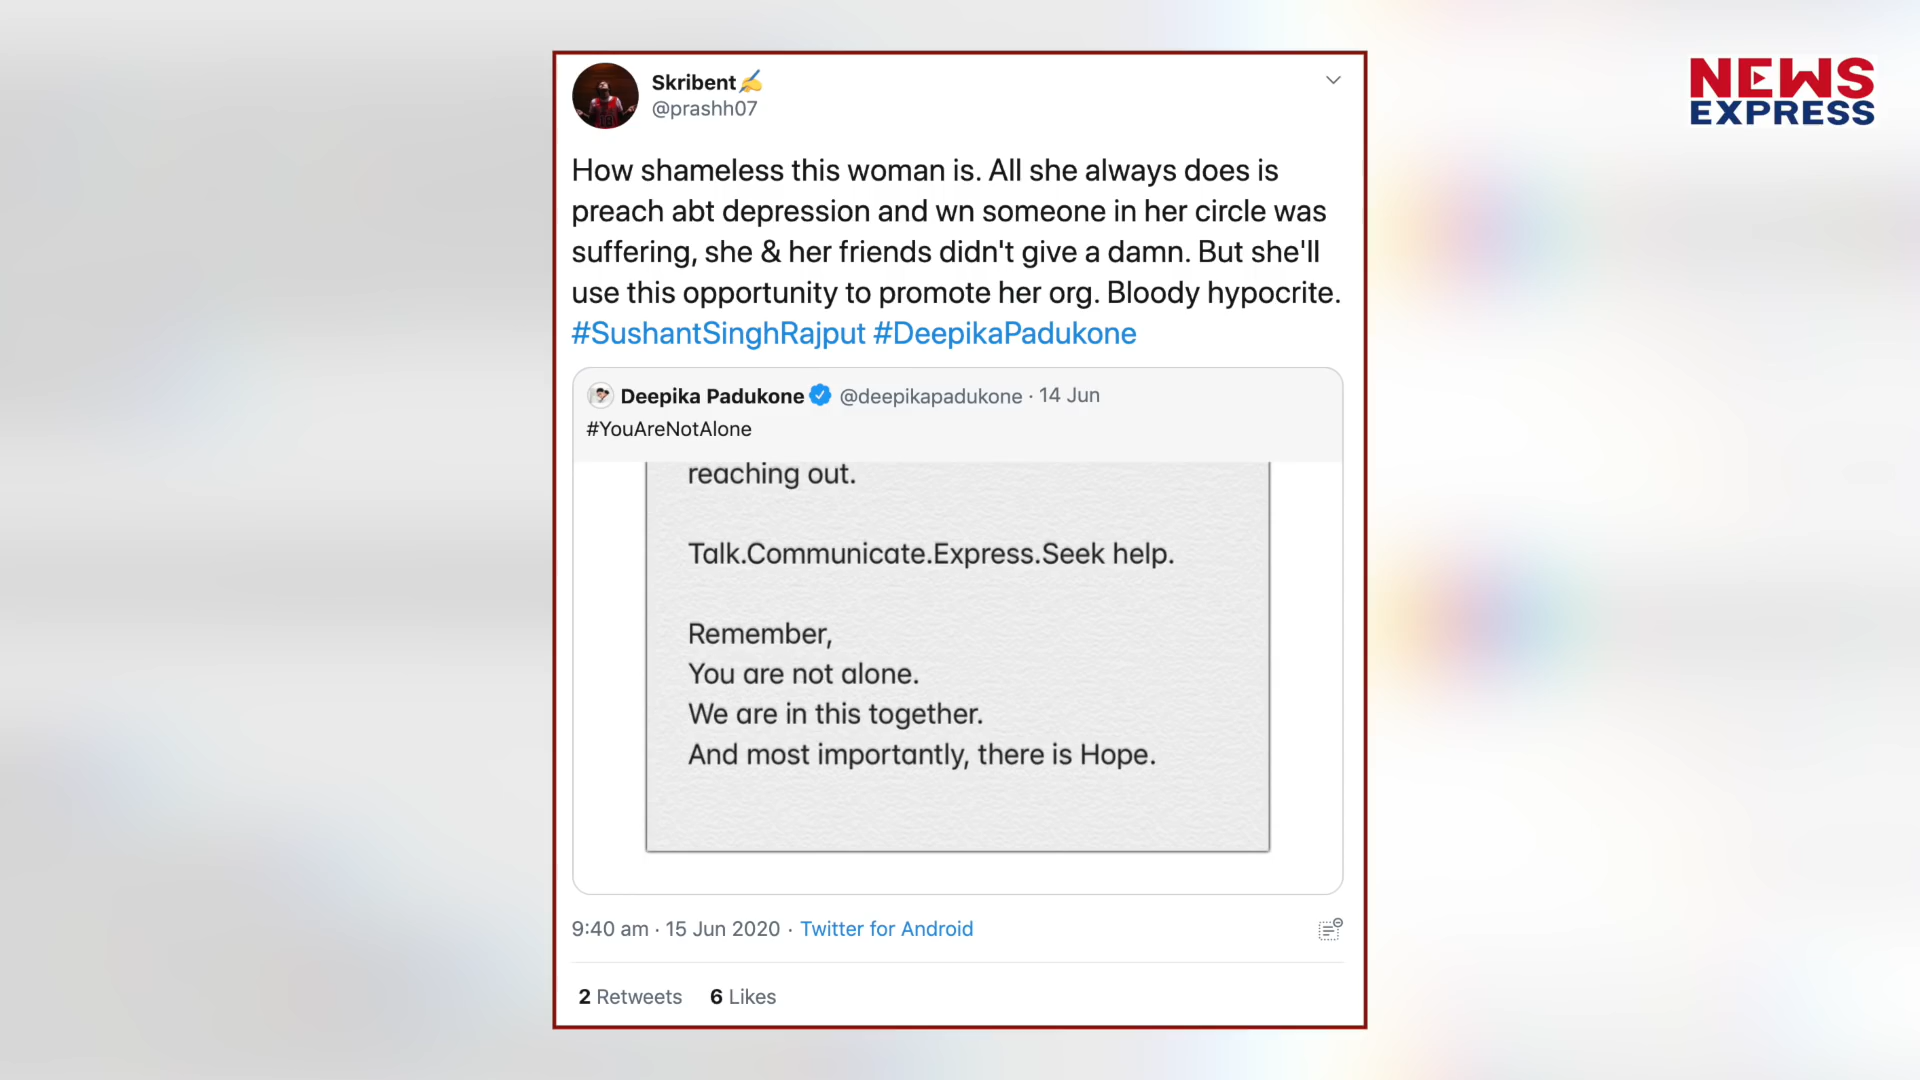 NEWS
EXPRESS
Skribent✍️
@prashh07
How shameless this woman is. All she always does is
preach abt depression and wn someone in her circle was
suffering, she & her friends didn't give a damn. But she'll
use this opportunity to promote her org. Bloody hypocrite.
#SushantSinghRajput #DeepikaPadukone
Deepika Padukone @deepikapadukone · 14 Jun
#YouAreNotAlone
reaching out.
Talk.Communicate.Express.Seek help.
Remember,
You are not alone.
We are in this together.
And most importantly, there is Hope.
9:40 am · 15 Jun 2020 · Twitter for Android
2 Retweets 6 Likes